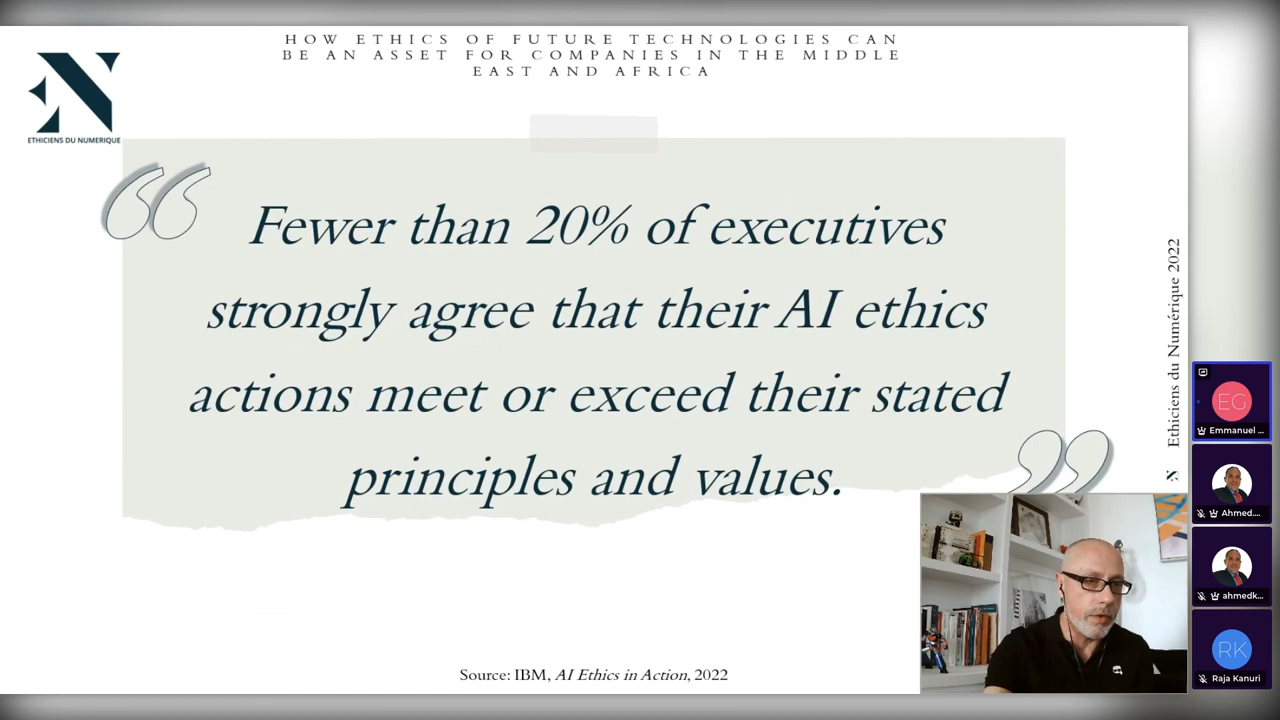 HOW ETHICS OF FUTURE TECHNOLOGIES CAN
BE AN ASSET FOR COMPANIES IN THE MIDDLE
EAST AND AFRICA
EN
ETHICIENS DU NUMERIQUE
“
Fewer than 20% of executives
strongly agree that their AI ethics
actions meet or exceed their stated
principles and values.
”
Ethiciens du Numérique 2022
Source: IBM, AI Ethics in Action, 2022
EG
Emmanuel ...
Ahmed....
ahmedk...
RK
Raja Kanuri